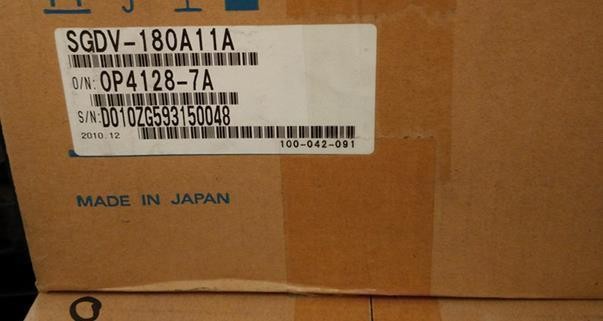 SGDV-180A11A
O/N: OP4128-7A
S/N: D010ZG593150048
2010.12
100-042-091
MADE IN JAPAN